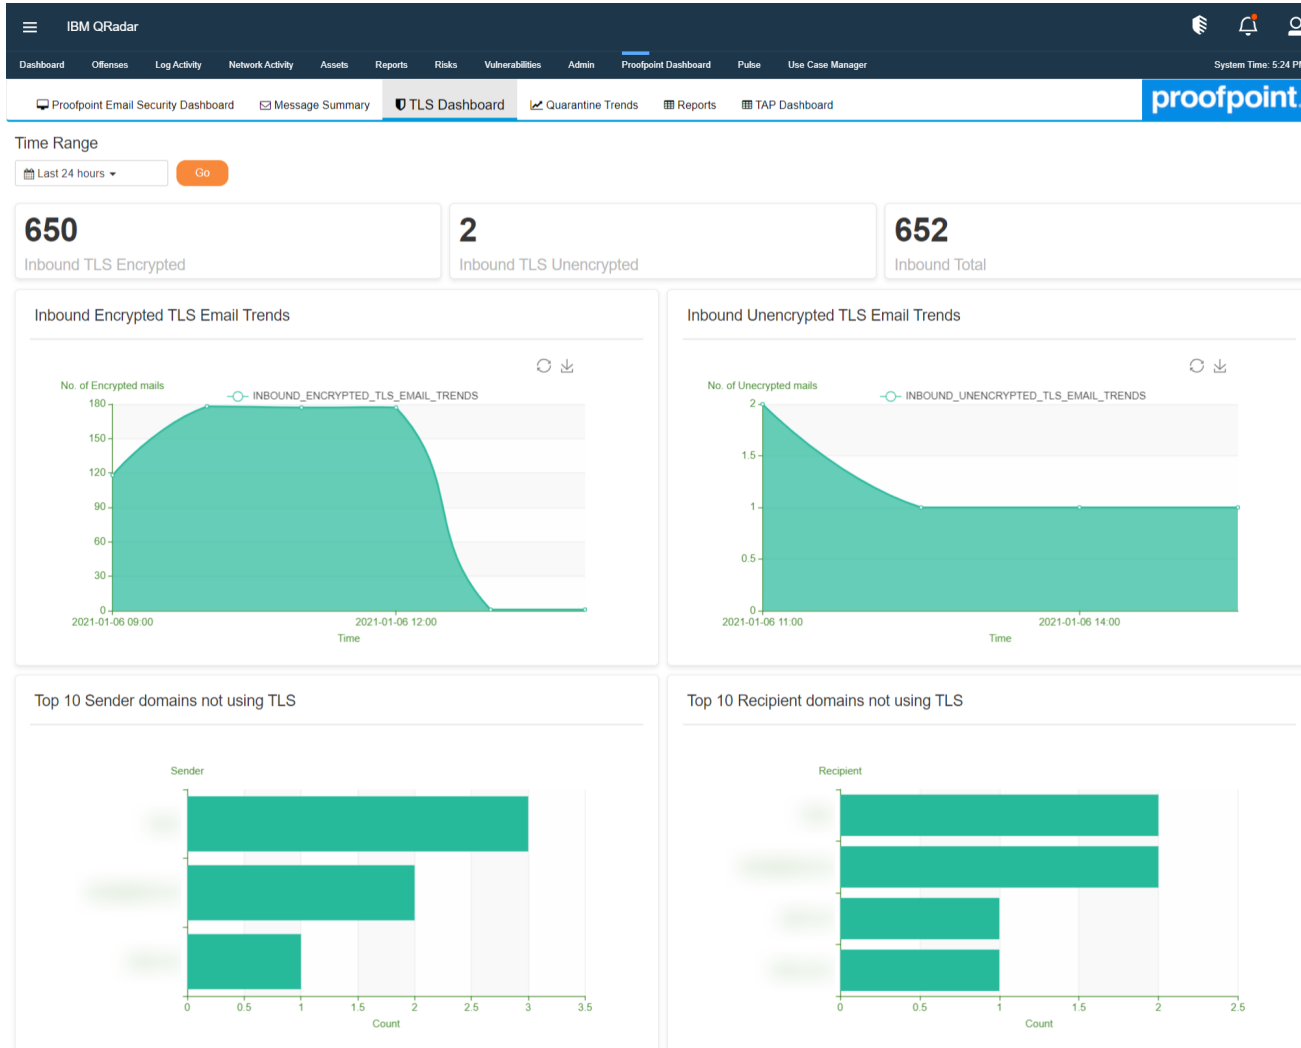 IBM QRadar
Dashboard Offenses Log Activity Network Activity Assets Reports Risks Vulnerabilities Admin Proofpoint Dashboard Pulse Use Case Manager System Time: 5:24 P
Proofpoint Email Security Dashboard Message Summary TLS Dashboard Quarantine Trends Reports TAP Dashboard proofpoint.
Time Range
Last 24 hours Go
650 2 652
Inbound TLS Encrypted Inbound TLS Unencrypted Inbound Total
Inbound Encrypted TLS Email Trends
No. of Encrypted mails
INBOUND_ENCRYPTED_TLS_EMAIL_TRENDS
180
150
120
90
60
30
0
2021-01-06 09:00 2021-01-06 12:00
Time
Inbound Unencrypted TLS Email Trends
No. of Unecrypted mails
INBOUND_UNENCRYPTED_TLS_EMAIL_TRENDS
2
1.5
1
0.5
0
2021-01-06 11:00 2021-01-06 14:00
Time
Top 10 Sender domains not using TLS
Sender
0 0.5 1 1.5 2 2.5 3 3.5
Count
Top 10 Recipient domains not using TLS
Recipient
0 0.5 1 1.5 2 2.5
Count